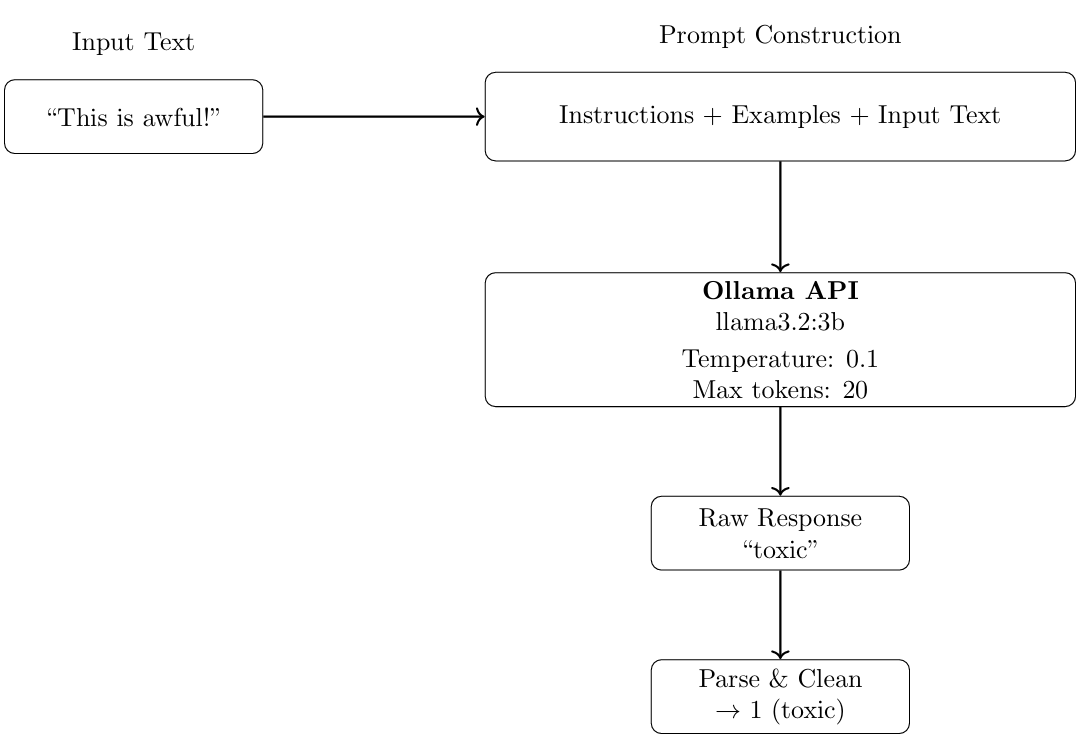 Input Text
Prompt Construction
“This is awful!”
Instructions + Examples + Input Text
Ollama API
llama3.2:3b
Temperature: 0.1
Max tokens: 20
Raw Response
“toxic”
Parse & Clean
→ 1 (toxic)